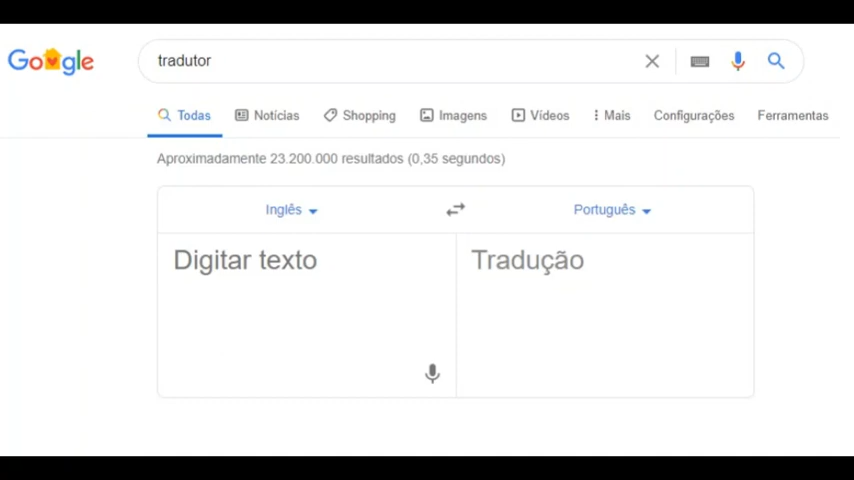 Google
tradutor
Todas Notícias Shopping Imagens Vídeos Mais Configurações Ferramentas
Aproximadamente 23.200.000 resultados (0,35 segundos)
Inglês Português
Digitar texto Tradução